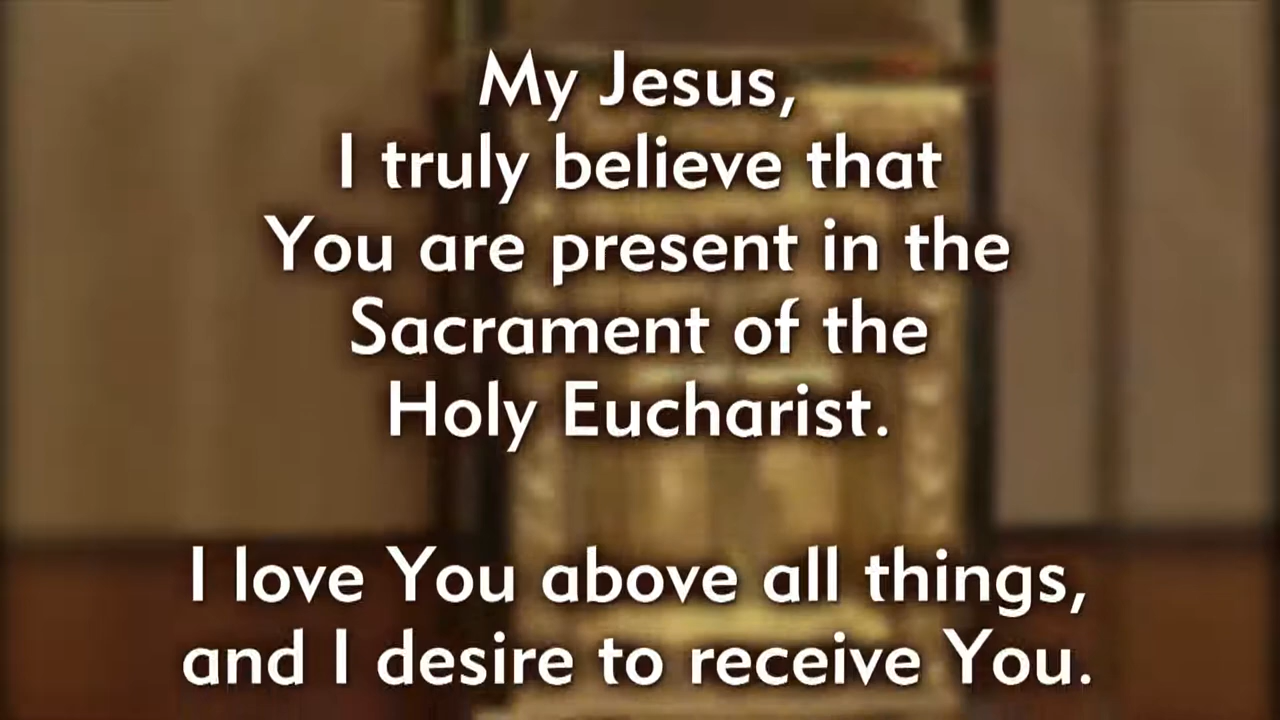 My Jesus,
I truly believe that
You are present in the
Sacrament of the
Holy Eucharist.
I love You above all things,
and I desire to receive You.